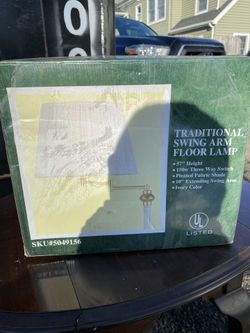 TRADITIONAL
SWING ARM
FLOOR LAMP
• 57" Height
• 150w Three Way Switch
• Pleated Fabric Shade
• 10" Extending Swing Arm
• Ivory Color
UL
LISTED
SKU#5049156